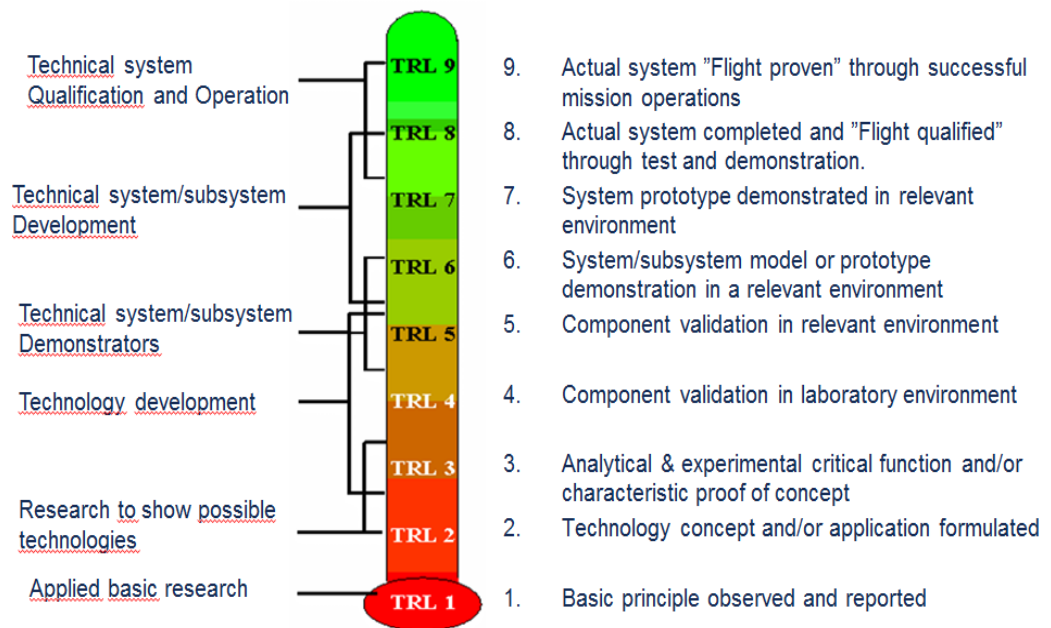 Technical system
Qualification and Operation
Technical system/subsystem
Development
Technical system/subsystem
Demonstrators
Technology development
Research to show possible
technologies
Applied basic research
TRL 9
TRL 8
TRL 7
TRL 6
TRL 5
TRL 4
TRL 3
TRL 2
TRL 1
9. Actual system ”Flight proven” through successful
mission operations
8. Actual system completed and ”Flight qualified”
through test and demonstration.
7. System prototype demonstrated in relevant
environment
6. System/subsystem model or prototype
demonstration in a relevant environment
5. Component validation in relevant environment
4. Component validation in laboratory environment
3. Analytical & experimental critical function and/or
characteristic proof of concept
2. Technology concept and/or application formulated
1. Basic principle observed and reported